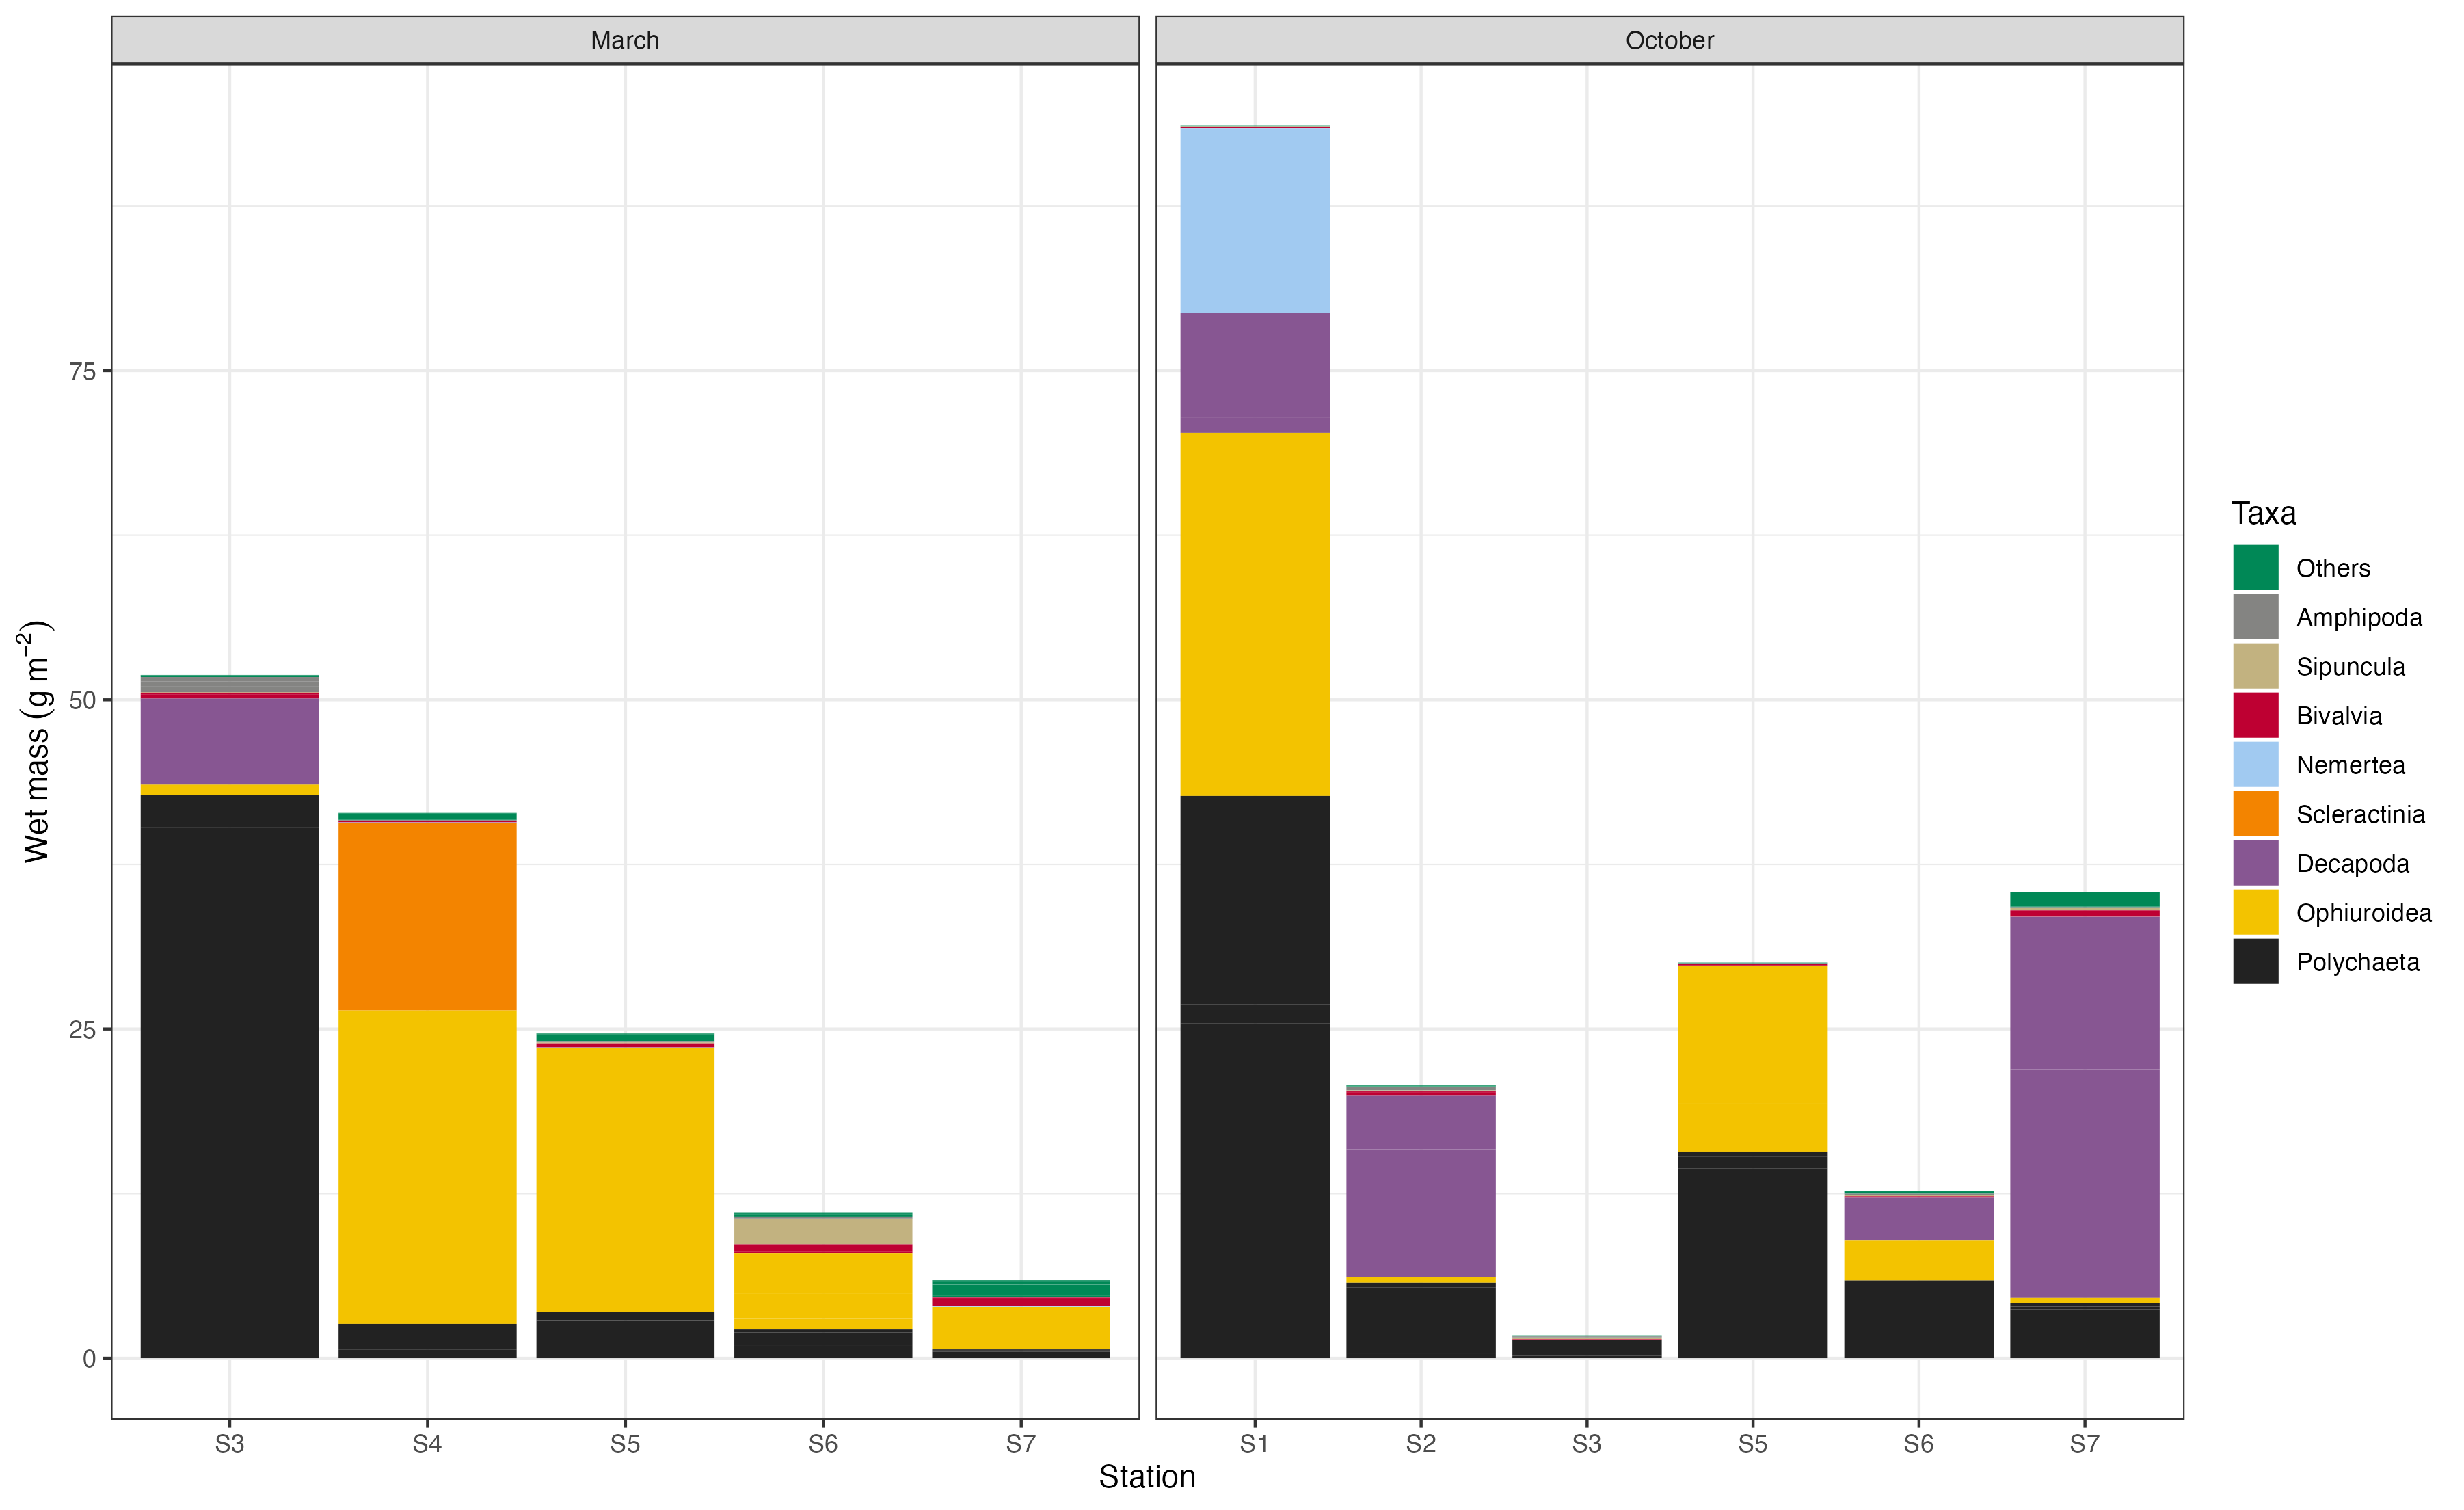 March
October
Wet mass (g m⁻²)
75
50
25
0
S3 S4 S5 S6 S7
S1 S2 S3 S5 S6 S7
Station
Taxa
Others
Amphipoda
Sipuncula
Bivalvia
Nemertea
Scleractinia
Decapoda
Ophiuroidea
Polychaeta